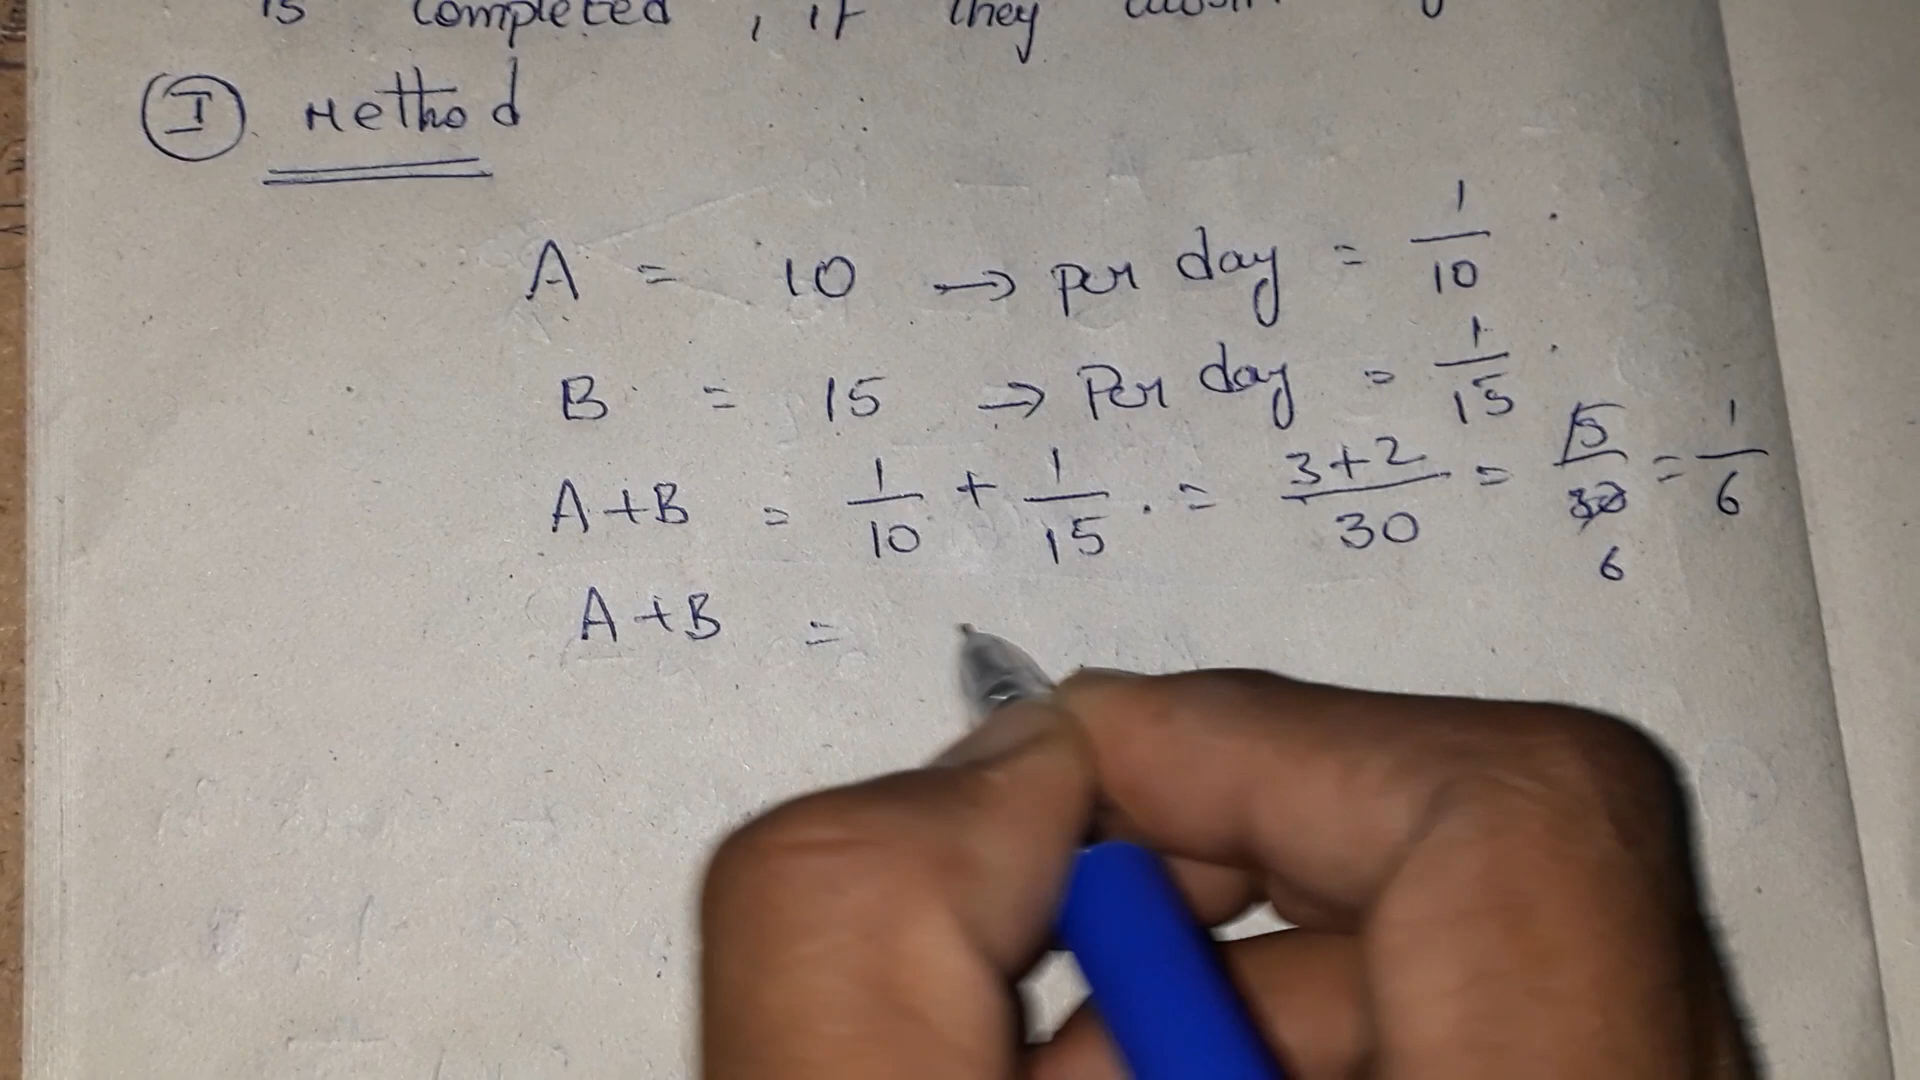 is completed, if they
I Method
A = 10 → per day = 1/10
B = 15 → Per day = 1/15
A+B = 1/10 + 1/15 = 3+2/30 = 5/30 6 = 1/6
A+B =